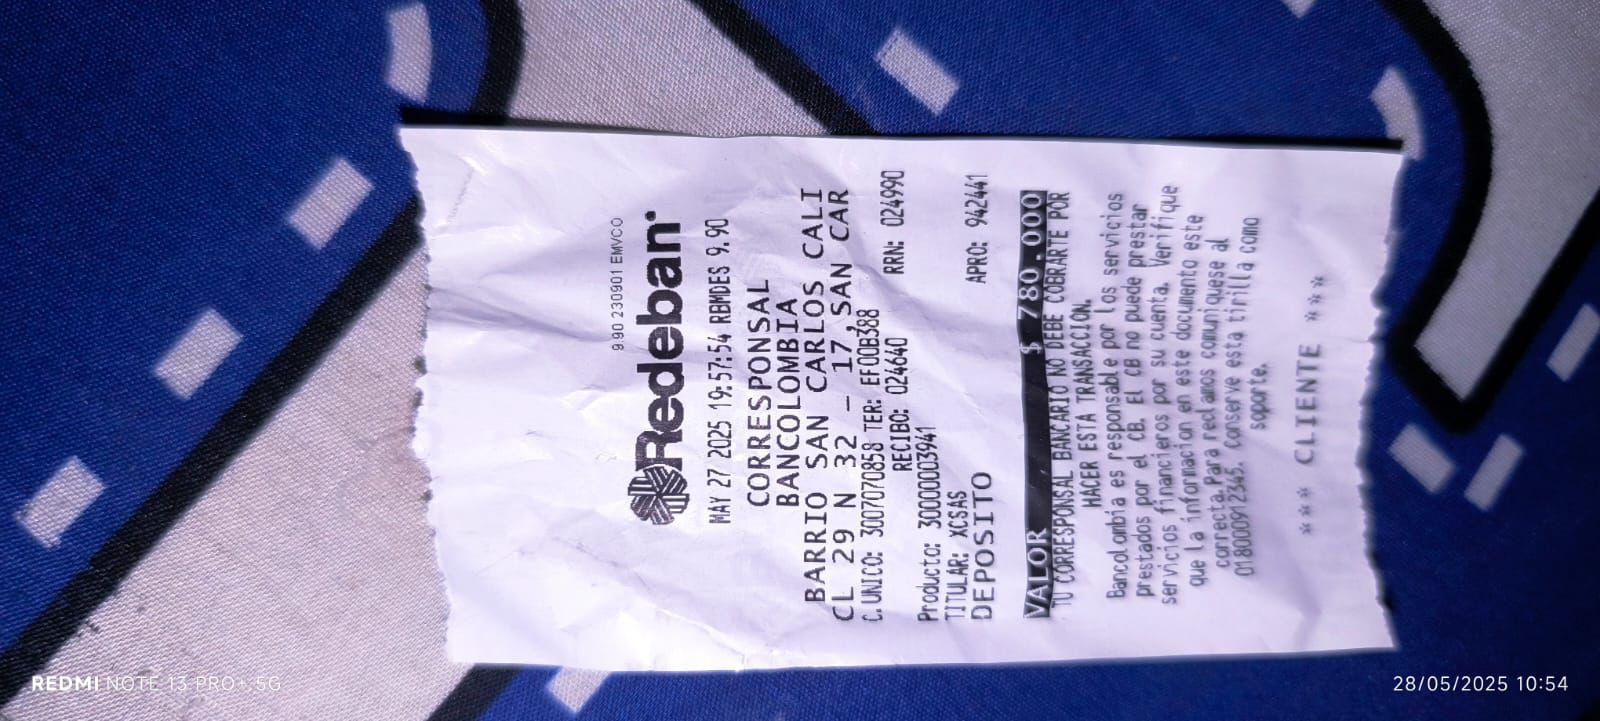 REDMI NOTE 13 PRO+ 5G
9.90 230901 EMVCO
Redeban
MAY 27 2025 19:57:54 RBMDES 9.90
CORRESPONSAL
BANCOLOMBIA
BARRIO SAN CARLOS CALI
CL 29 N 32 - 17,SAN CAR
C.UNICO: 3007070858 TER: EF00B388
RECIBO: 024640 RRN: 024990
Producto: 30000003941
TITULAR: XCSAS
DEPOSITO APRO: 942441
VALOR $ 780.000
TU CORRESPONSAL BANCARIO NO DEBE COBRARTE POR
HACER ESTA TRANSACCION.
Bancolombia es responsable por los servicios
prestados por el CB. El CB no puede prestar
servicios financieros por su cuenta. Verifique
que la informacion en este documento este
correcta.Para reclamos comuniquese al
018000912345. Conserve esta tirilla como
soporte.
*** CLIENTE ***
28/05/2025 10:54